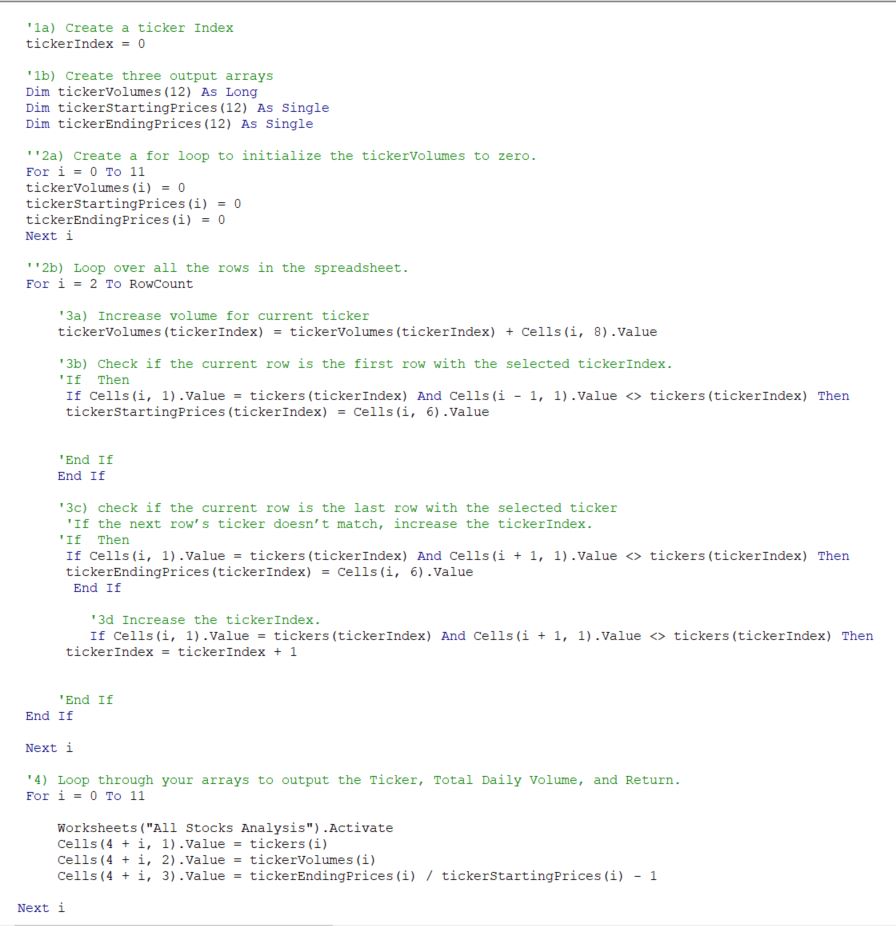 '1a) Create a ticker Index
tickerIndex = 0
'1b) Create three output arrays
Dim tickerVolumes(12) As Long
Dim tickerStartingPrices(12) As Single
Dim tickerEndingPrices(12) As Single
''2a) Create a for loop to initialize the tickerVolumes to zero.
For i = 0 To 11
tickerVolumes(i) = 0
tickerStartingPrices(i) = 0
tickerEndingPrices(i) = 0
Next i
''2b) Loop over all the rows in the spreadsheet.
For i = 2 To RowCount
'3a) Increase volume for current ticker
tickerVolumes(tickerIndex) = tickerVolumes(tickerIndex) + Cells(i, 8).Value
'3b) Check if the current row is the first row with the selected tickerIndex.
'If  Then
If Cells(i, 1).Value = tickers(tickerIndex) And Cells(i - 1, 1).Value <> tickers(tickerIndex) Then
tickerStartingPrices(tickerIndex) = Cells(i, 6).Value
'End If
End If
'3c) check if the current row is the last row with the selected ticker
'If the next row’s ticker doesn’t match, increase the tickerIndex.
'If  Then
If Cells(i, 1).Value = tickers(tickerIndex) And Cells(i + 1, 1).Value <> tickers(tickerIndex) Then
tickerEndingPrices(tickerIndex) = Cells(i, 6).Value
End If
'3d Increase the tickerIndex.
If Cells(i, 1).Value = tickers(tickerIndex) And Cells(i + 1, 1).Value <> tickers(tickerIndex) Then
tickerIndex = tickerIndex + 1
'End If
End If
Next i
'4) Loop through your arrays to output the Ticker, Total Daily Volume, and Return.
For i = 0 To 11
Worksheets("All Stocks Analysis").Activate
Cells(4 + i, 1).Value = tickers(i)
Cells(4 + i, 2).Value = tickerVolumes(i)
Cells(4 + i, 3).Value = tickerEndingPrices(i) / tickerStartingPrices(i) - 1
Next i